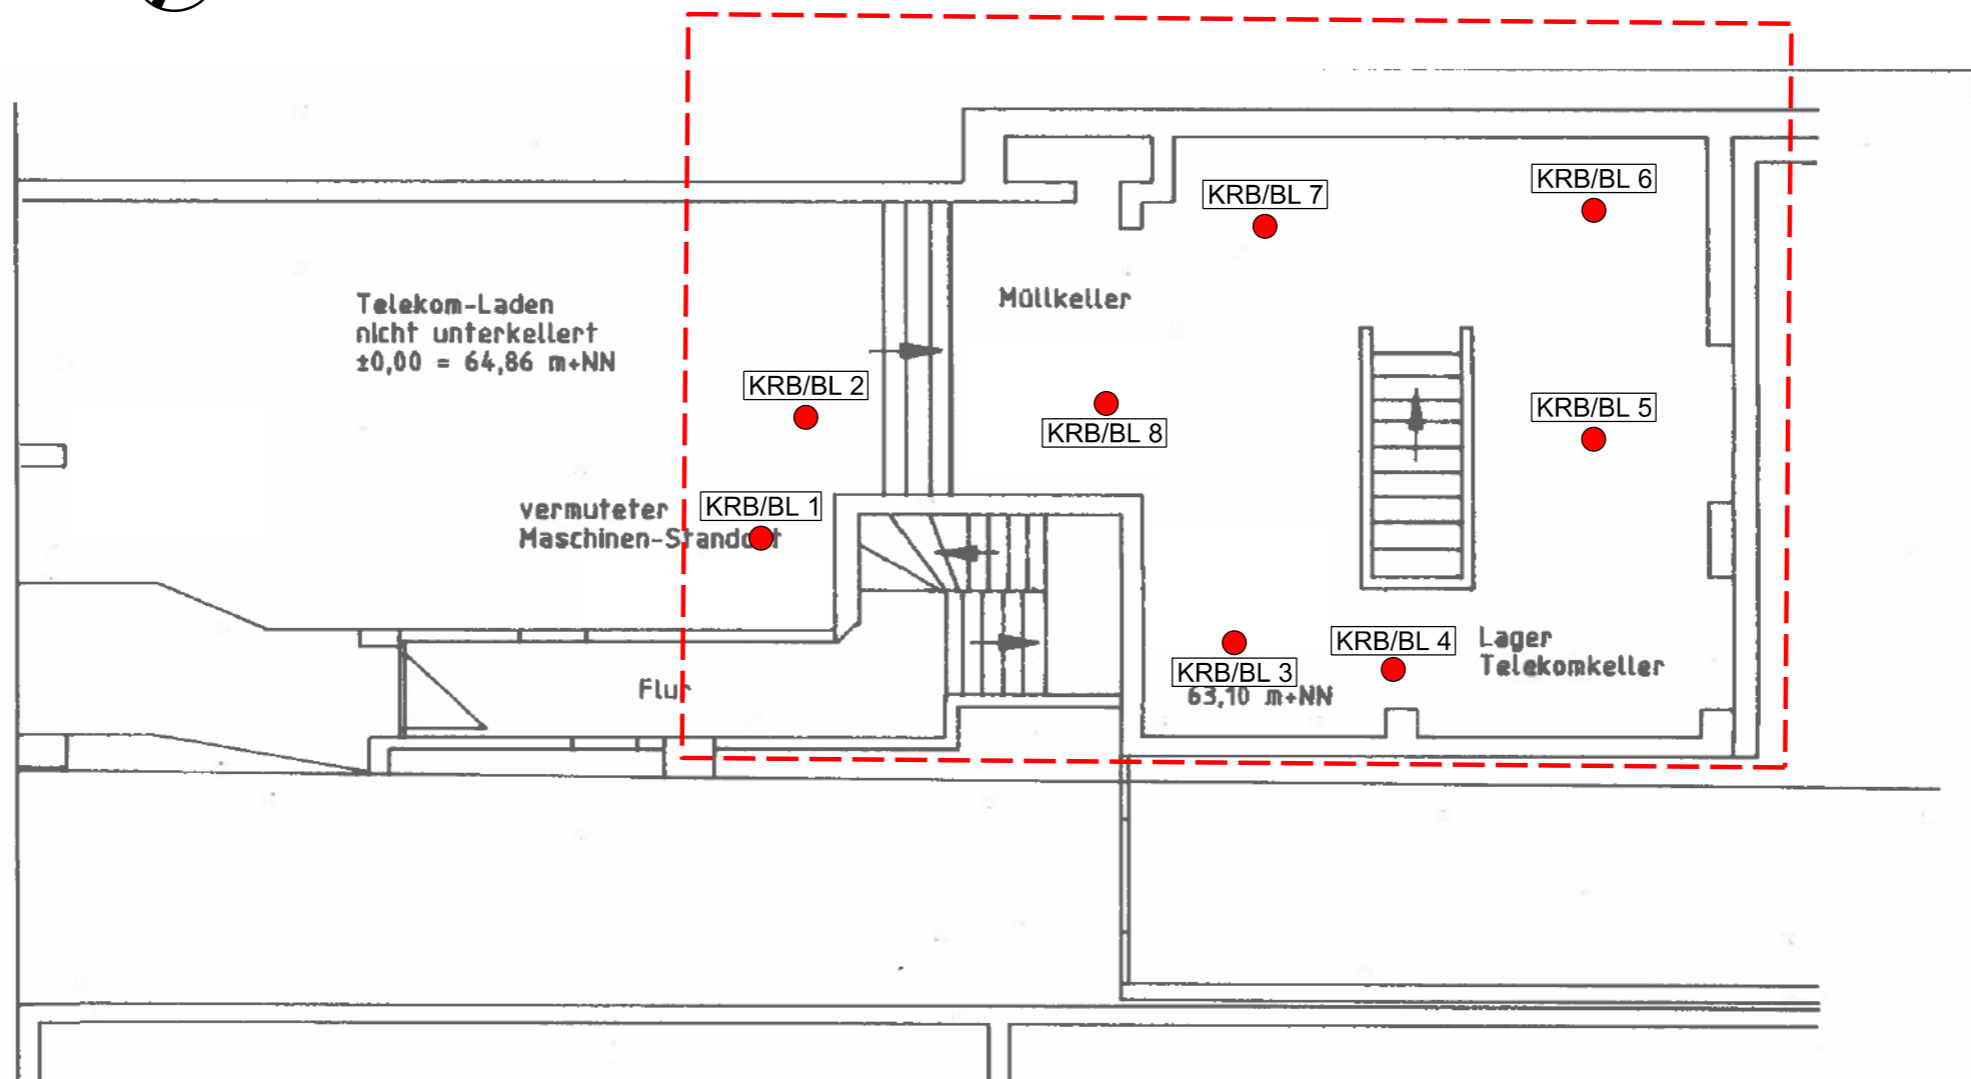 KRB/BL 7
KRB/BL 6
Telekom-Laden
nicht unterkellert
±0,00 = 64,86 m+NN
Müllkeller
KRB/BL 2
KRB/BL 8
KRB/BL 5
vermuteter
Maschinen-Standort
KRB/BL 1
Flur
KRB/BL 3
63,10 m+NN
KRB/BL 4
Lager
Telekomkeller